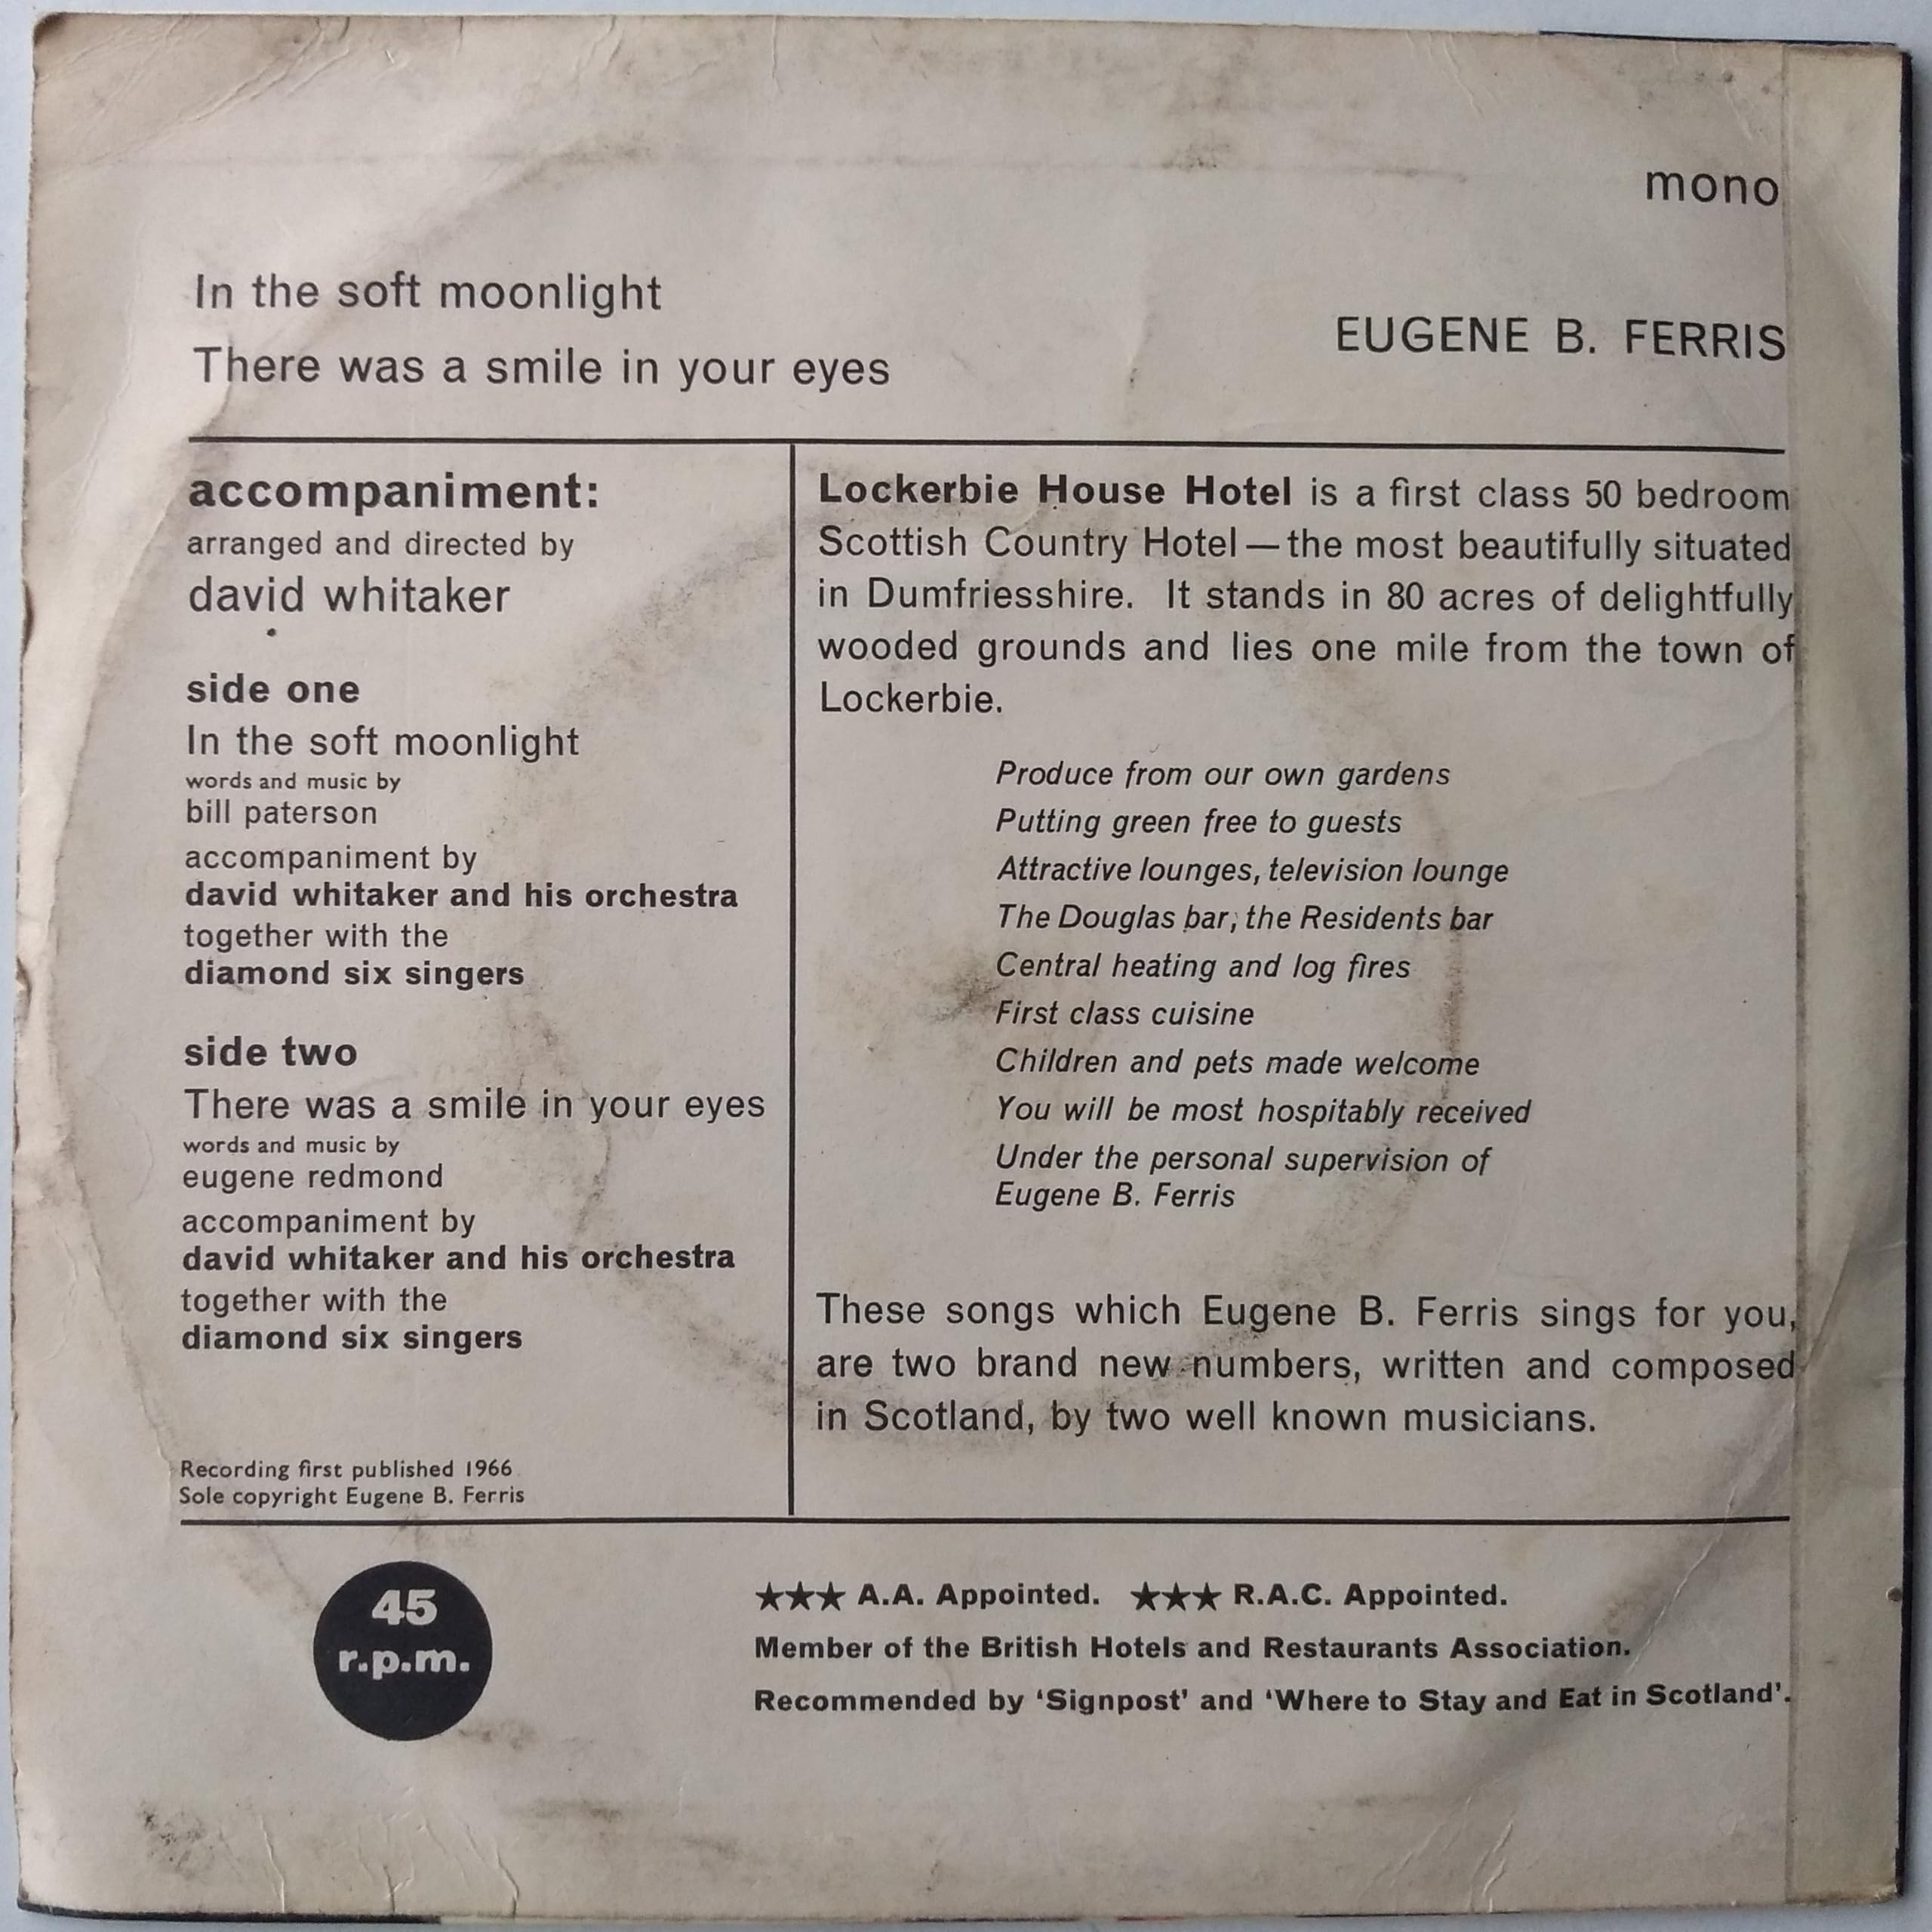 mono
In the soft moonlight
There was a smile in your eyes
EUGENE B. FERRIS
accompaniment:
arranged and directed by
david whitaker
side one
In the soft moonlight
words and music by
bill paterson
accompaniment by
david whitaker and his orchestra
together with the
diamond six singers
side two
There was a smile in your eyes
words and music by
eugene redmond
accompaniment by
david whitaker and his orchestra
together with the
diamond six singers
Recording first published 1966
Sole copyright Eugene B. Ferris
Lockerbie House Hotel is a first class 50 bedroom
Scottish Country Hotel — the most beautifully situated
in Dumfriesshire. It stands in 80 acres of delightfully
wooded grounds and lies one mile from the town of
Lockerbie.
Produce from our own gardens
Putting green free to guests
Attractive lounges, television lounge
The Douglas bar, the Residents bar
Central heating and log fires
First class cuisine
Children and pets made welcome
You will be most hospitably received
Under the personal supervision of
Eugene B. Ferris
These songs which Eugene B. Ferris sings for you,
are two brand new numbers, written and composed
in Scotland, by two well known musicians.
45
r.p.m.
★★★ A.A. Appointed. ★★★ R.A.C. Appointed.
Member of the British Hotels and Restaurants Association.
Recommended by ‘Signpost’ and ‘Where to Stay and Eat in Scotland’.